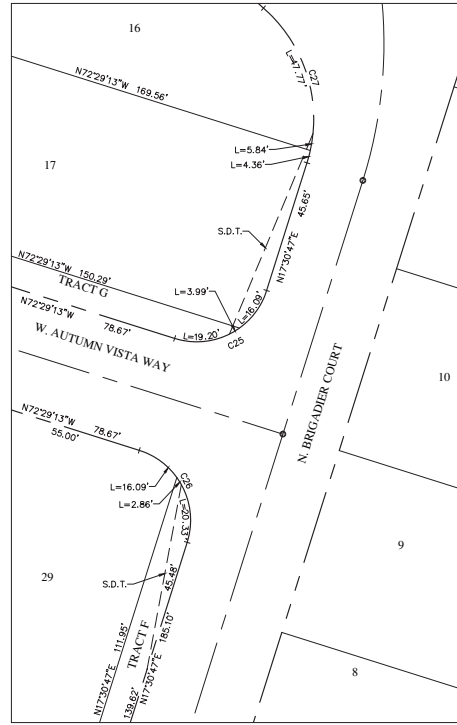 16
C27
L=47.77'
N72°29'13"W 169.56'
L=5.84'
L=4.36'
17
45.65'
S.D.T.
N17°30'47"E
N72°29'13"W 150.29'
TRACT G
L=3.99'
L=16.09'
N72°29'13"W 78.67'
L=19.20'
C25
W. AUTUMN VISTA WAY
N. BRIGADIER COURT
10
N72°29'13"W 78.67'
55.00'
L=16.09'
C26
L=2.86'
L=20.33'
9
29
S.D.T.
45.48'
N17°30'47"E 111.95'
TRACT F
139.62'
N17°30'47"E 185.10'
8